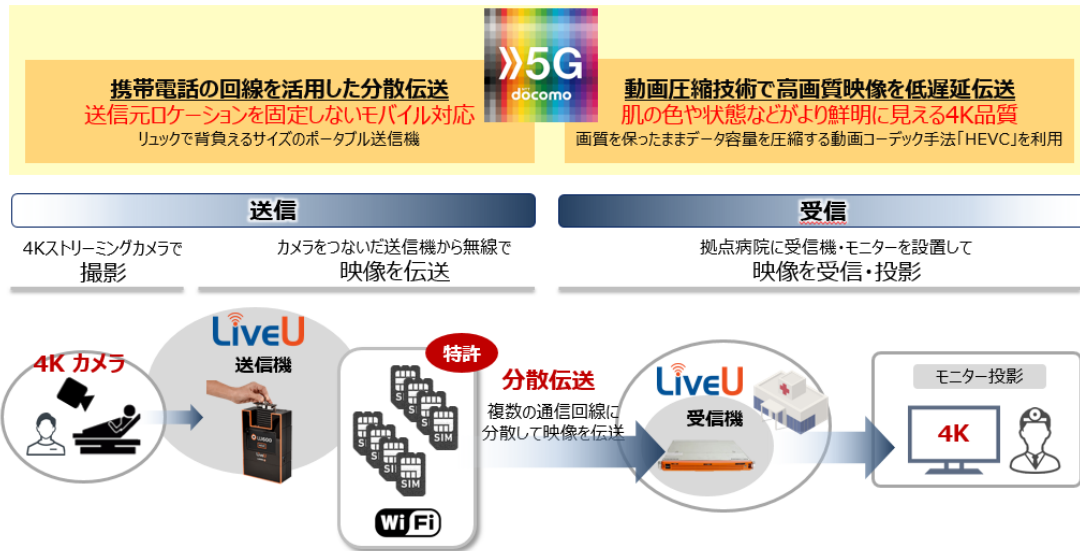 携帯電話の回線を活用した分散伝送
送信元ロケーションを固定しないモバイル対応
リュックで背負えるサイズのポータブル送信機
5G
docomo
動画圧縮技術で高画質映像を低遅延伝送
肌の色や状態などがより鮮明に見える4K品質
画質を保ったままデータ容量を圧縮する動画コーデック手法「HEVC」を利用
送信
受信
4Kストリーミングカメラで
撮影
カメラをつないだ送信機から無線で
映像を伝送
拠点病院に受信機・モニターを設置して
映像を受信・投影
4K カメラ
LiveU
送信機
特許
SIM
SIM
SIM
SIM
SIM
SIM
SIM
SIM
Wi Fi
分散伝送
複数の通信回線に
分散して映像を伝送
LiveU
受信機
モニター投影
4K